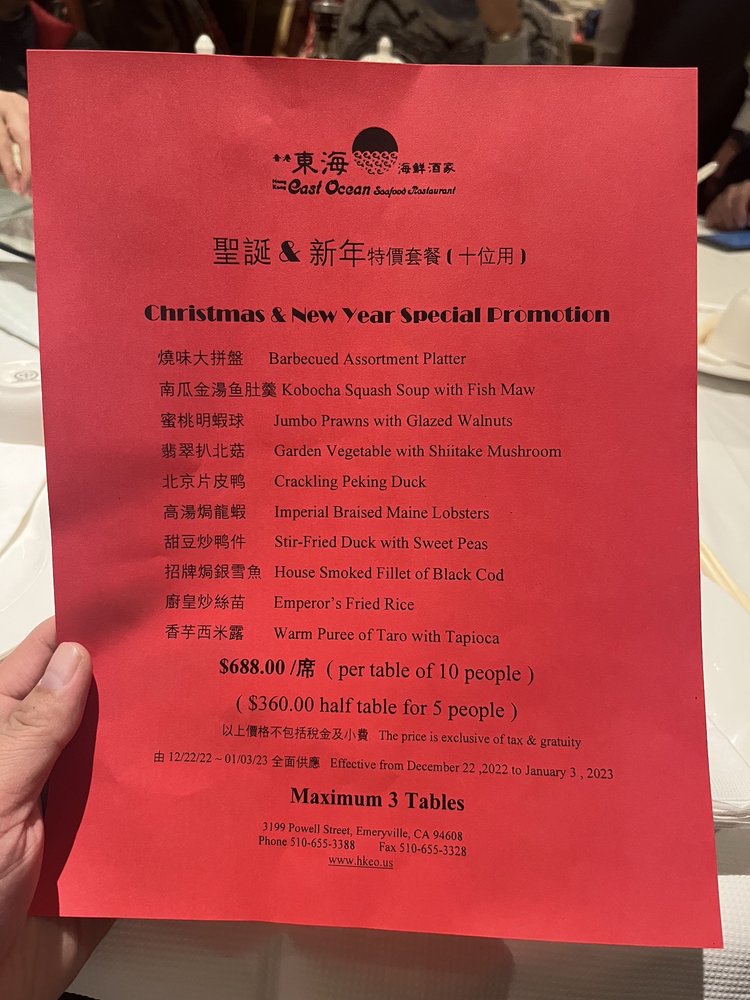 香港 東海 海鮮酒家
Hong Kong East Ocean Seafood Restaurant
聖誕 & 新年特價套餐 ( 十位用 )
Christmas & New Year Special Promotion
燒味大拼盤 Barbecued Assortment Platter
南瓜金湯鱼肚羹 Kobocha Squash Soup with Fish Maw
蜜桃明蝦球 Jumbo Prawns with Glazed Walnuts
翡翠扒北菇 Garden Vegetable with Shiitake Mushroom
北京片皮鸭 Crackling Peking Duck
高湯焗龍蝦 Imperial Braised Maine Lobsters
甜豆炒鸭件 Stir-Fried Duck with Sweet Peas
招牌焗銀雪魚 House Smoked Fillet of Black Cod
廚皇炒絲苗 Emperor's Fried Rice
香芋西米露 Warm Puree of Taro with Tapioca
$688.00 /席 ( per table of 10 people )
( $360.00 half table for 5 people )
以上價格不包括稅金及小費 The price is exclusive of tax & gratuity
由 12/22/22 ~ 01/03/23 全面供應 Effective from December 22 ,2022 to January 3 , 2023
Maximum 3 Tables
3199 Powell Street, Emeryville, CA 94608
Phone 510-655-3388 Fax 510-655-3328
www.hkeo.us